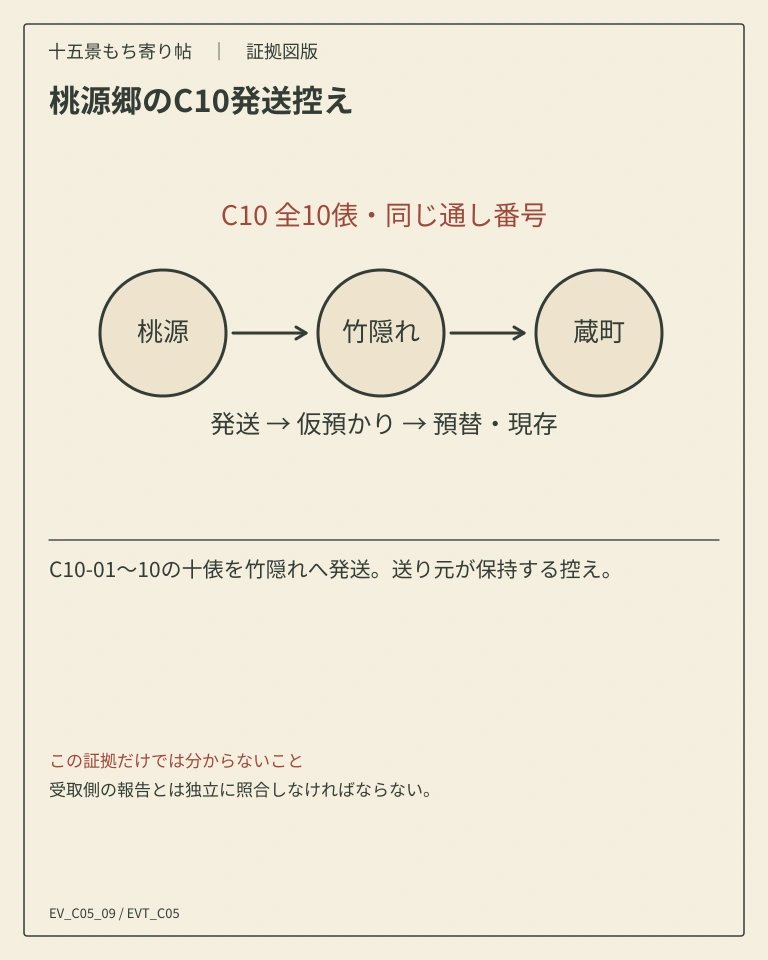 十五景もち寄り帖 ｜ 証拠図版
桃源郷のC10発送控え
C10 全10俵・同じ通し番号
桃源 竹隠れ 蔵町
発送 → 仮預かり → 預替・現存
C10-01〜10の十俵を竹隠れへ発送。送り元が保持する控え。
この証拠だけでは分からないこと
受取側の報告とは独立に照合しなければならない。
EV_C05_09 / EVT_C05